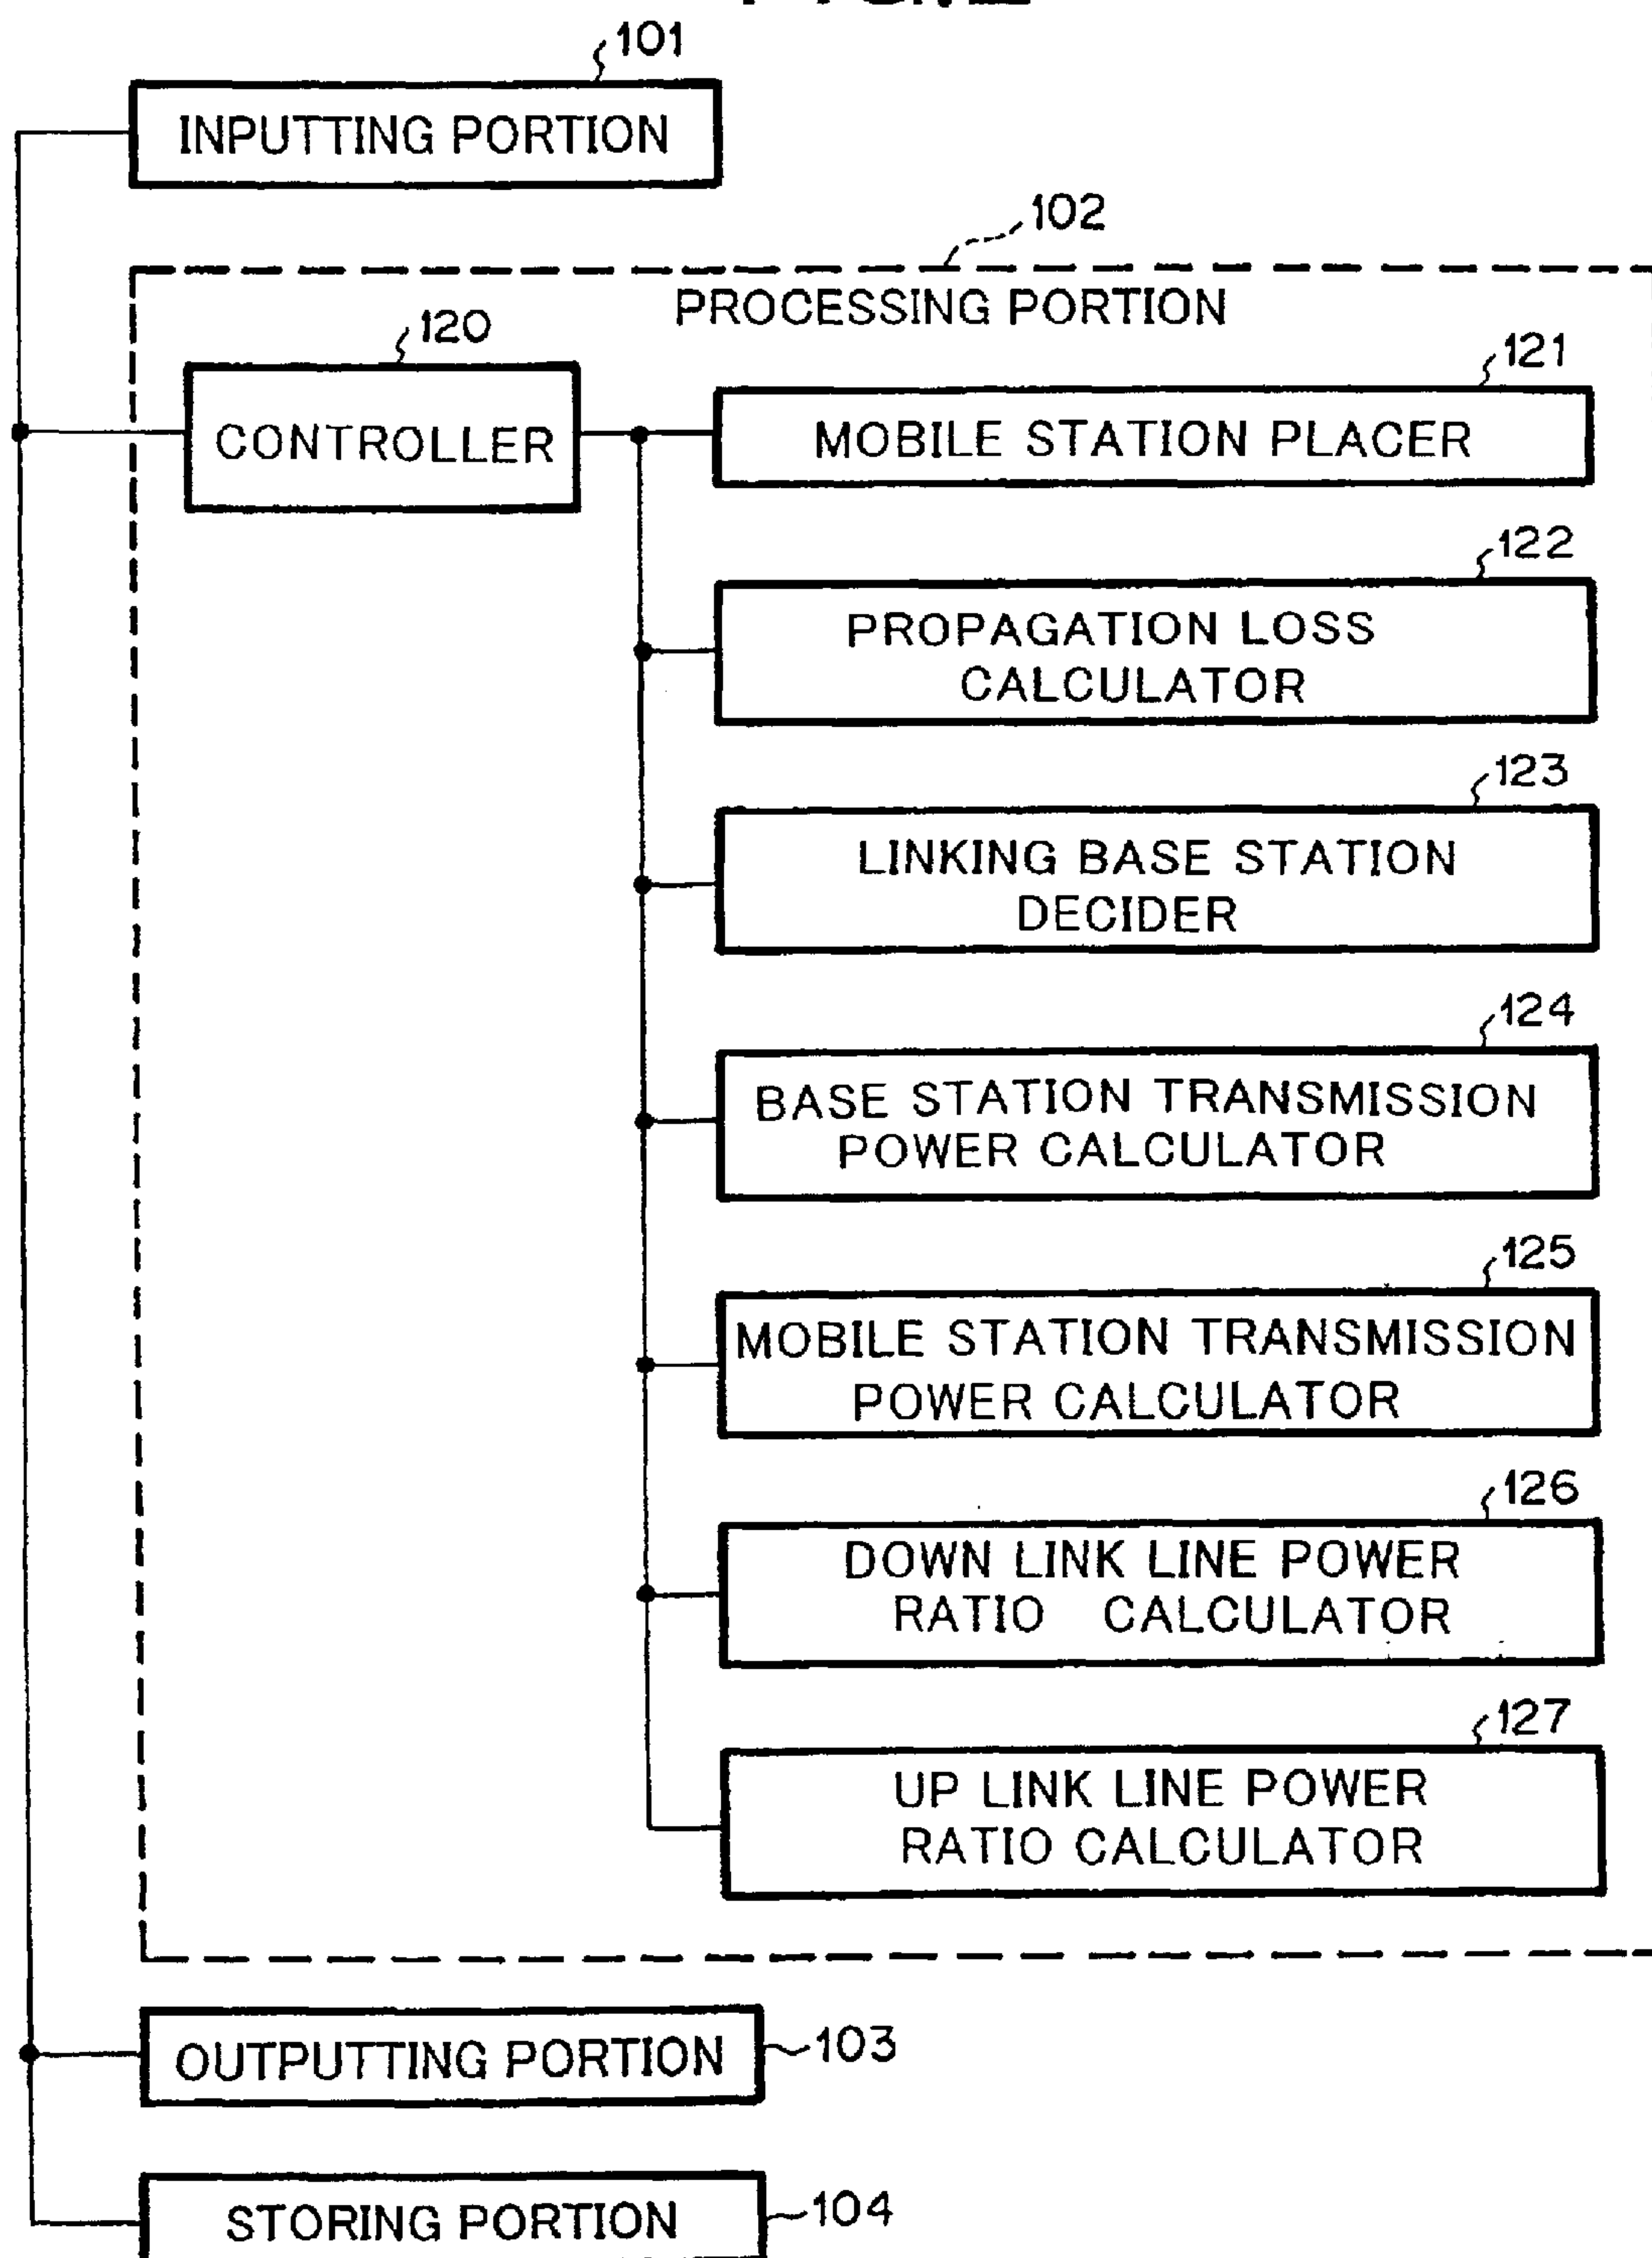 101
INPUTTING PORTION
102
PROCESSING PORTION
120
CONTROLLER
121
MOBILE STATION PLACER
122
PROPAGATION LOSS
CALCULATOR
123
LINKING BASE STATION
DECIDER
124
BASE STATION TRANSMISSION
POWER CALCULATOR
125
MOBILE STATION TRANSMISSION
POWER CALCULATOR
126
DOWN LINK LINE POWER
RATIO CALCULATOR
127
UP LINK LINE POWER
RATIO CALCULATOR
OUTPUTTING PORTION
103
STORING PORTION
104